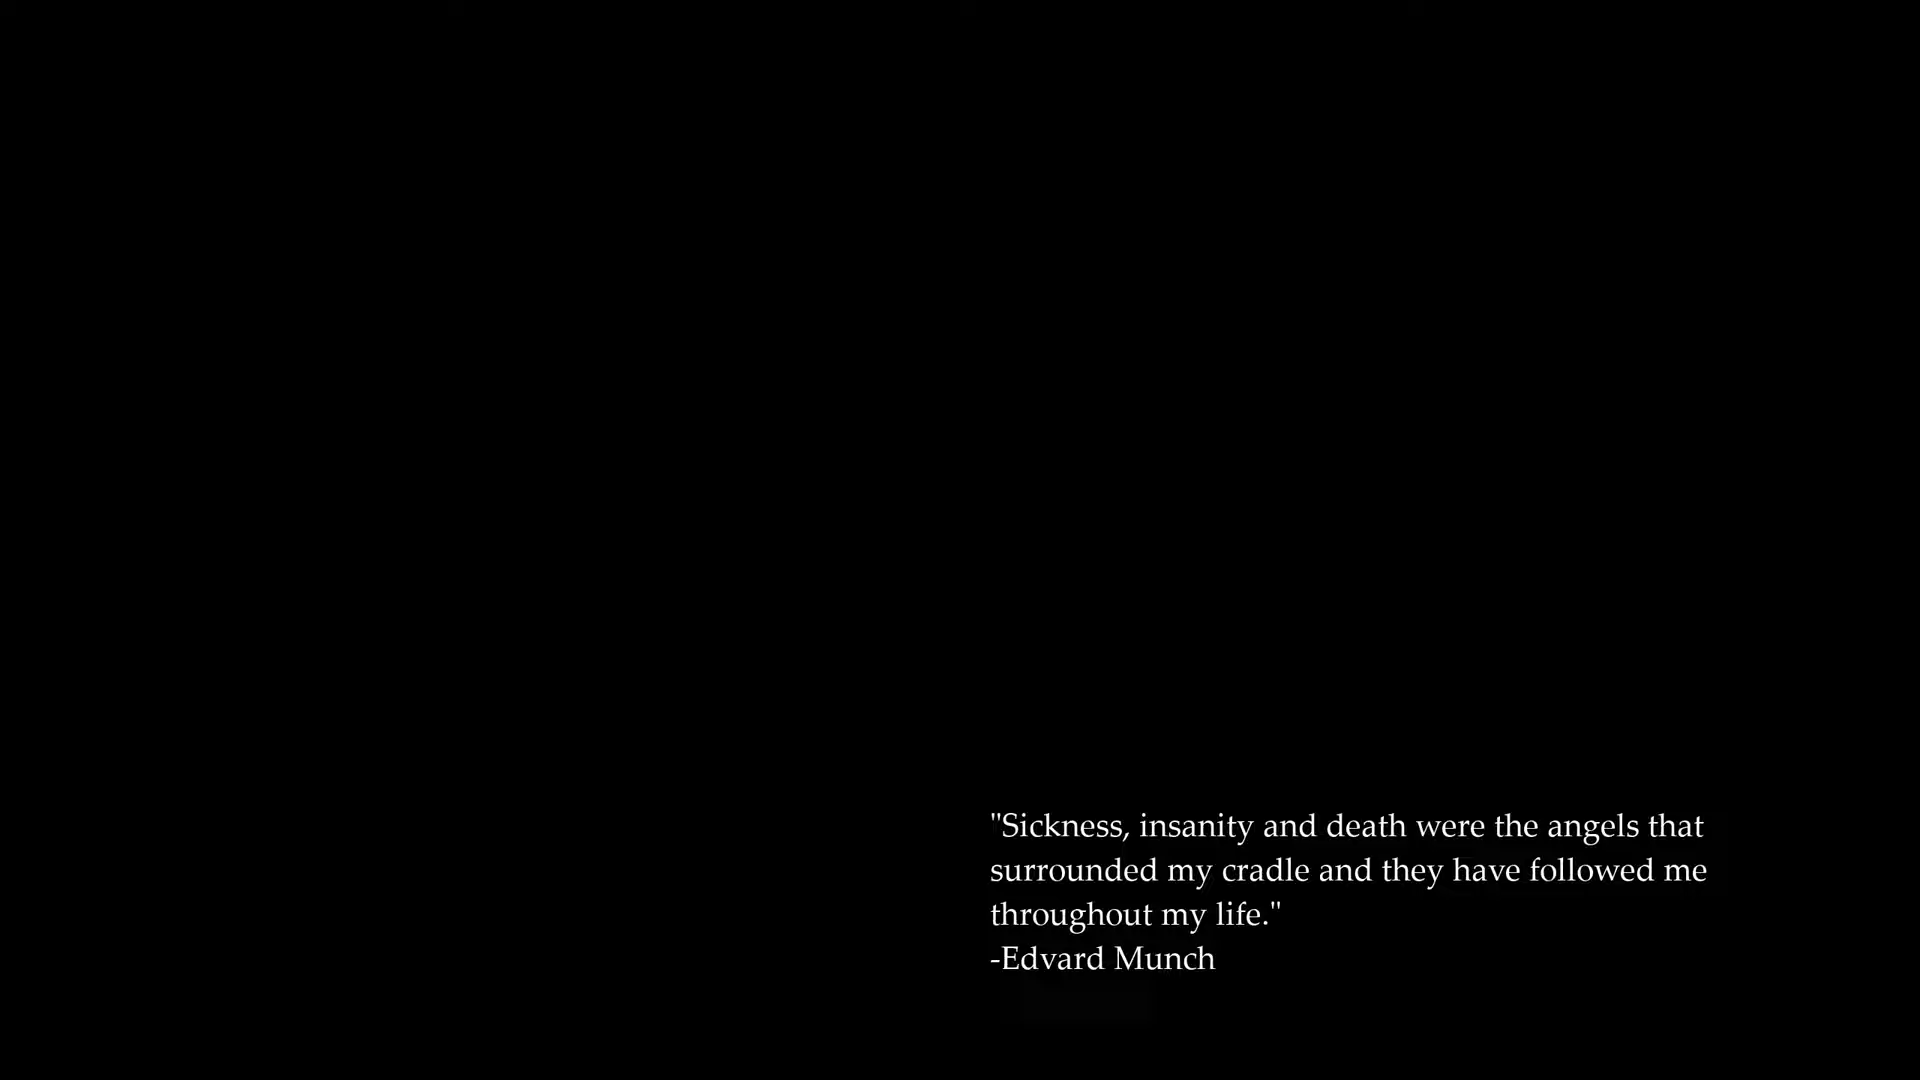 "Sickness, insanity and death were the angels that
surrounded my cradle and they have followed me
throughout my life."
-Edvard Munch